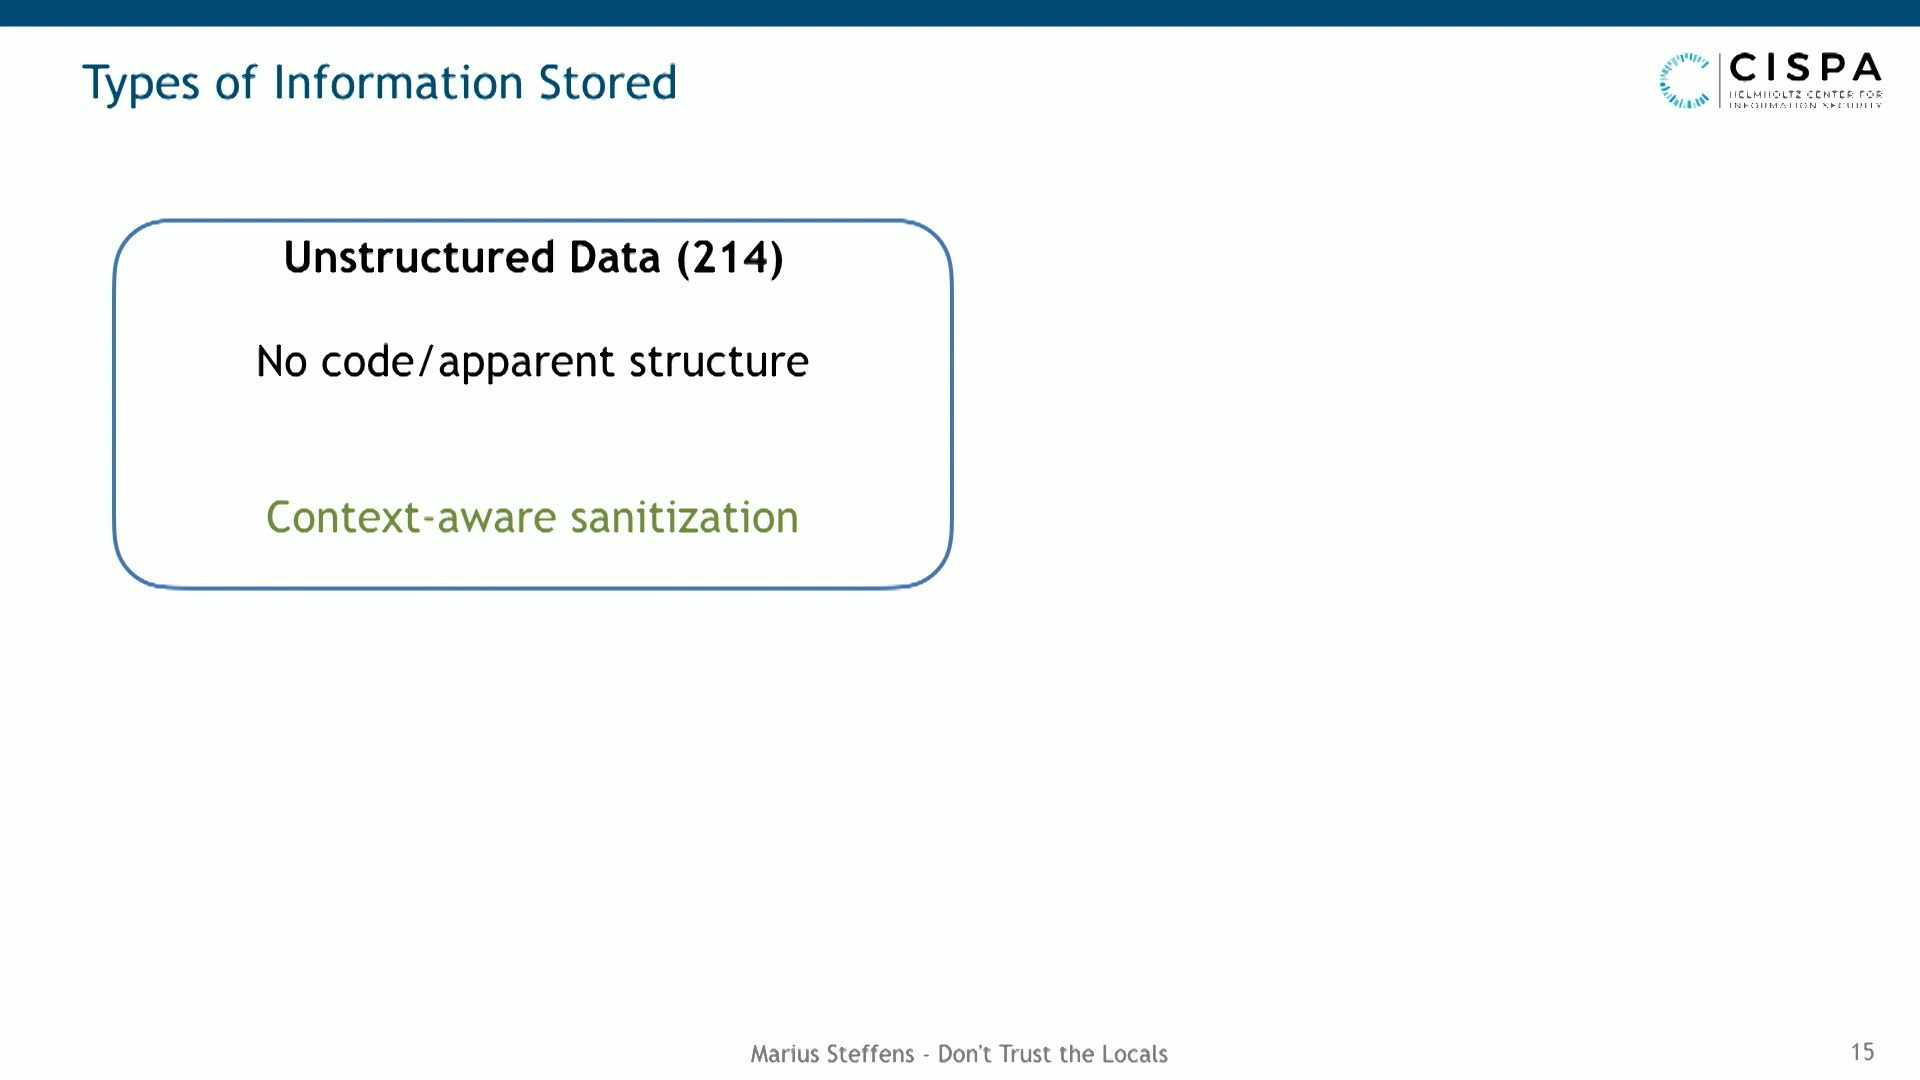 Types of Information Stored
CISPA
HELMHOLTZ CENTER FOR
INFORMATION SECURITY
Unstructured Data (214)
No code/apparent structure
Context-aware sanitization
Marius Steffens - Don't Trust the Locals
15